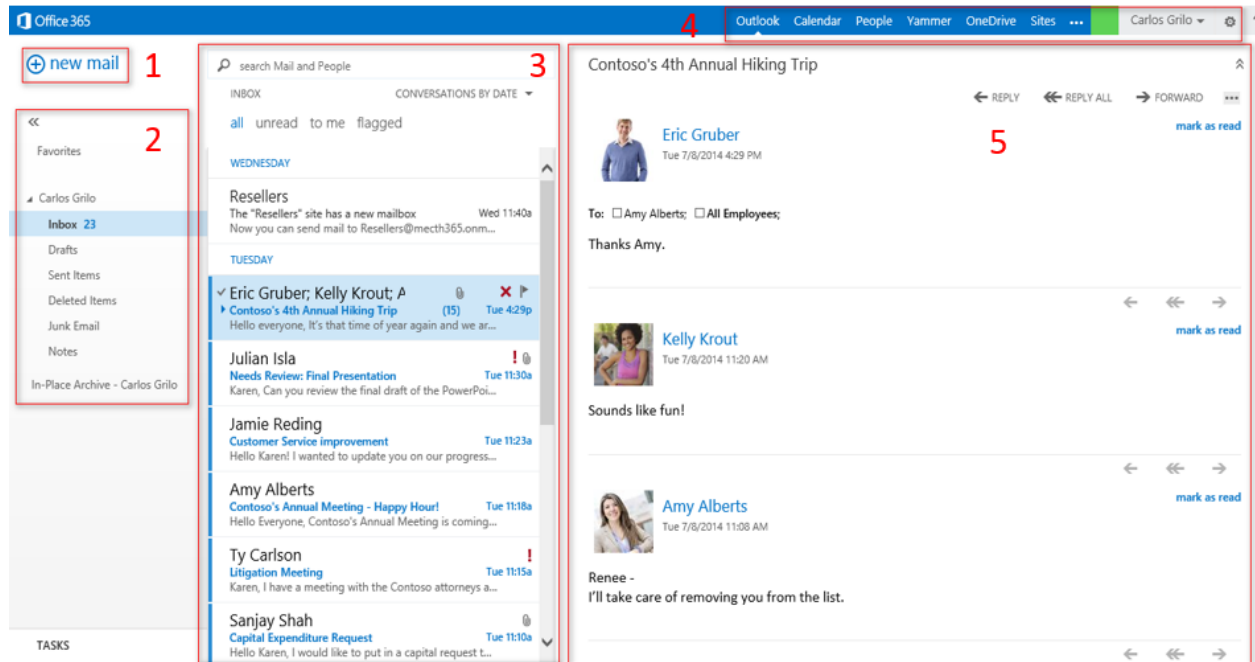 Office 365
Outlook Calendar People Yammer OneDrive Sites ••• Carlos Grilo
4
new mail
1
2
«
Favorites
Carlos Grilo
Inbox 23
Drafts
Sent Items
Deleted Items
Junk Email
Notes
In-Place Archive - Carlos Grilo
TASKS
search Mail and People
3
INBOX CONVERSATIONS BY DATE
all unread to me flagged
WEDNESDAY
Resellers
The "Resellers" site has a new mailbox Wed 11:40a
Now you can send mail to Resellers@mecth365.onm...
TUESDAY
Eric Gruber; Kelly Krout; A
Contoso's 4th Annual Hiking Trip (15) Tue 4:29p
Hello everyone, It's that time of year again and we ar...
Julian Isla !
Needs Review: Final Presentation Tue 11:30a
Karen, Can you review the final draft of the PowerPoi...
Jamie Reding
Customer Service improvement Tue 11:23a
Hello Karen! I wanted to update you on our progress...
Amy Alberts
Contoso's Annual Meeting - Happy Hour! Tue 11:18a
Hello Everyone, Contoso's Annual Meeting is coming...
Ty Carlson !
Litigation Meeting Tue 11:15a
Karen, I have a meeting with the Contoso attorneys a...
Sanjay Shah
Capital Expenditure Request Tue 11:10a
Hello Karen, I would like to put in a capital request t...
Contoso's 4th Annual Hiking Trip
REPLY REPLY ALL FORWARD •••
5
mark as read
Eric Gruber
Tue 7/8/2014 4:29 PM
To: Amy Alberts; All Employees;
Thanks Amy.
mark as read
Kelly Krout
Tue 7/8/2014 11:20 AM
Sounds like fun!
mark as read
Amy Alberts
Tue 7/8/2014 11:08 AM
Renee -
I'll take care of removing you from the list.